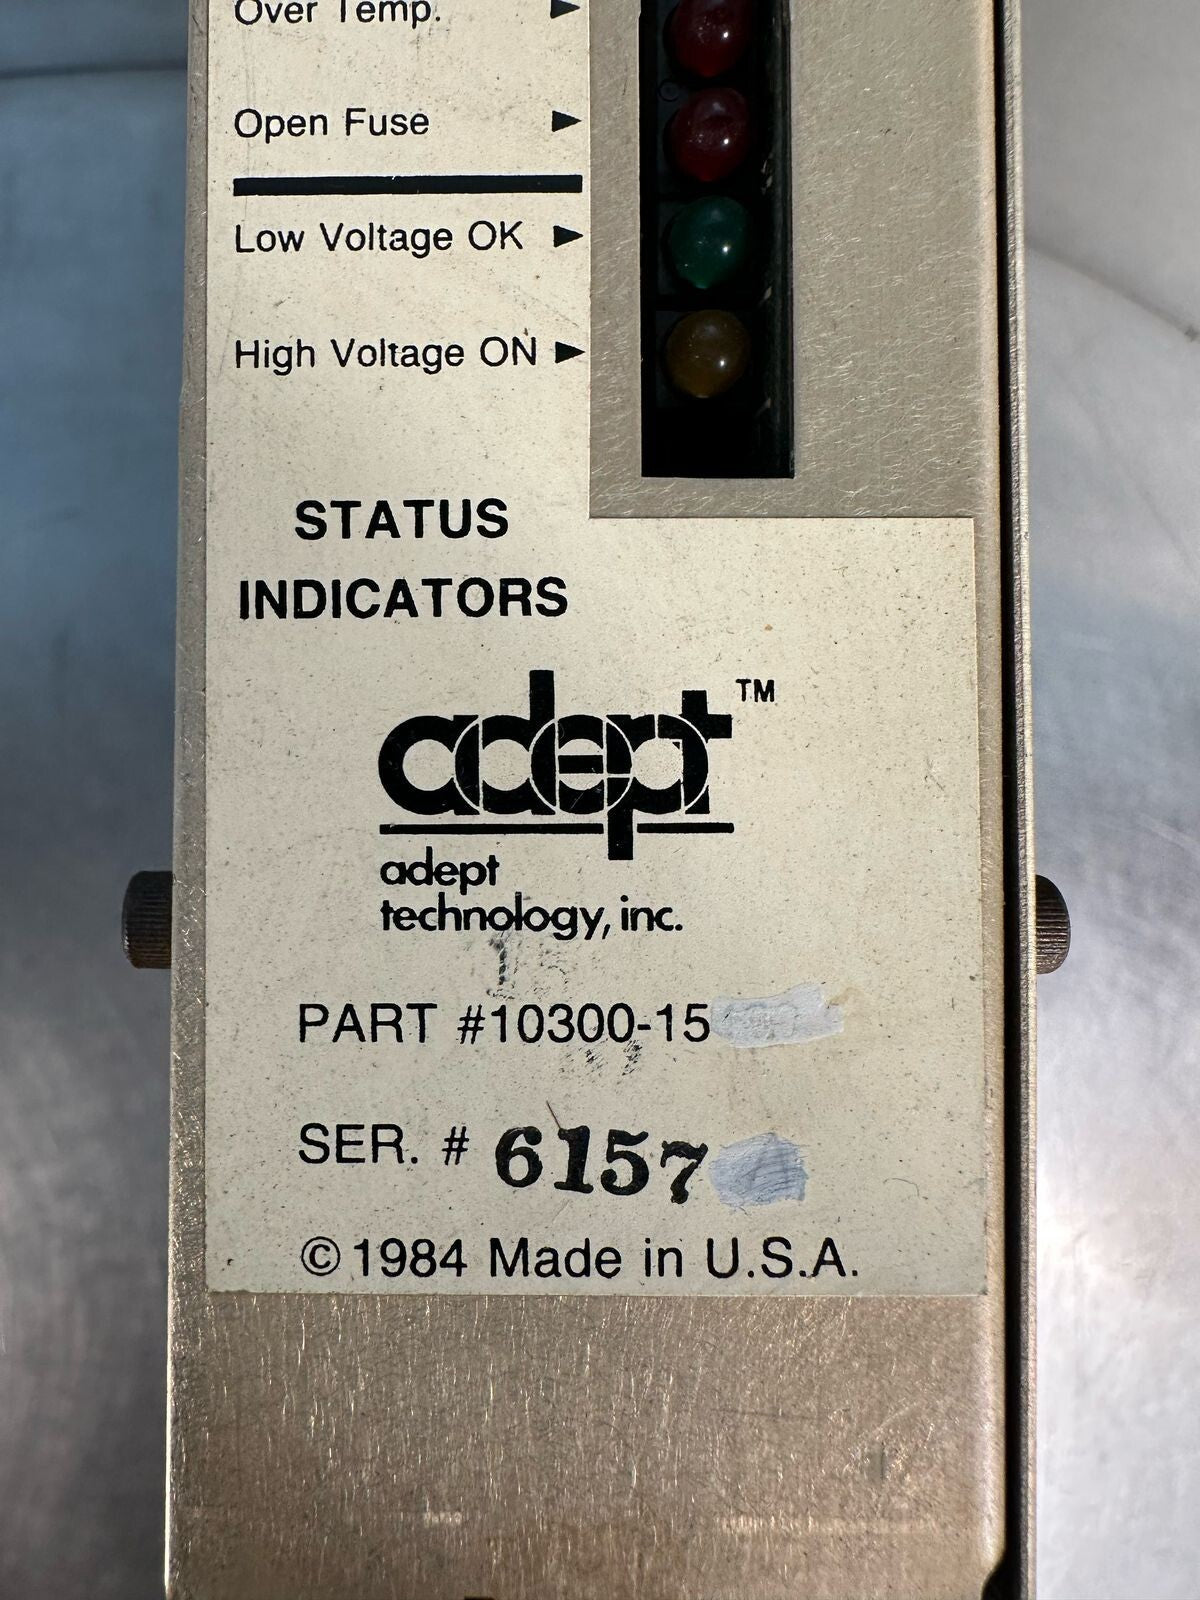 Over Temp. ►
Open Fuse ►
Low Voltage OK ►
High Voltage ON ►
STATUS
INDICATORS
adept TM
adept
technology, inc.
PART #10300-15
SER. # 6157
© 1984 Made in U.S.A.